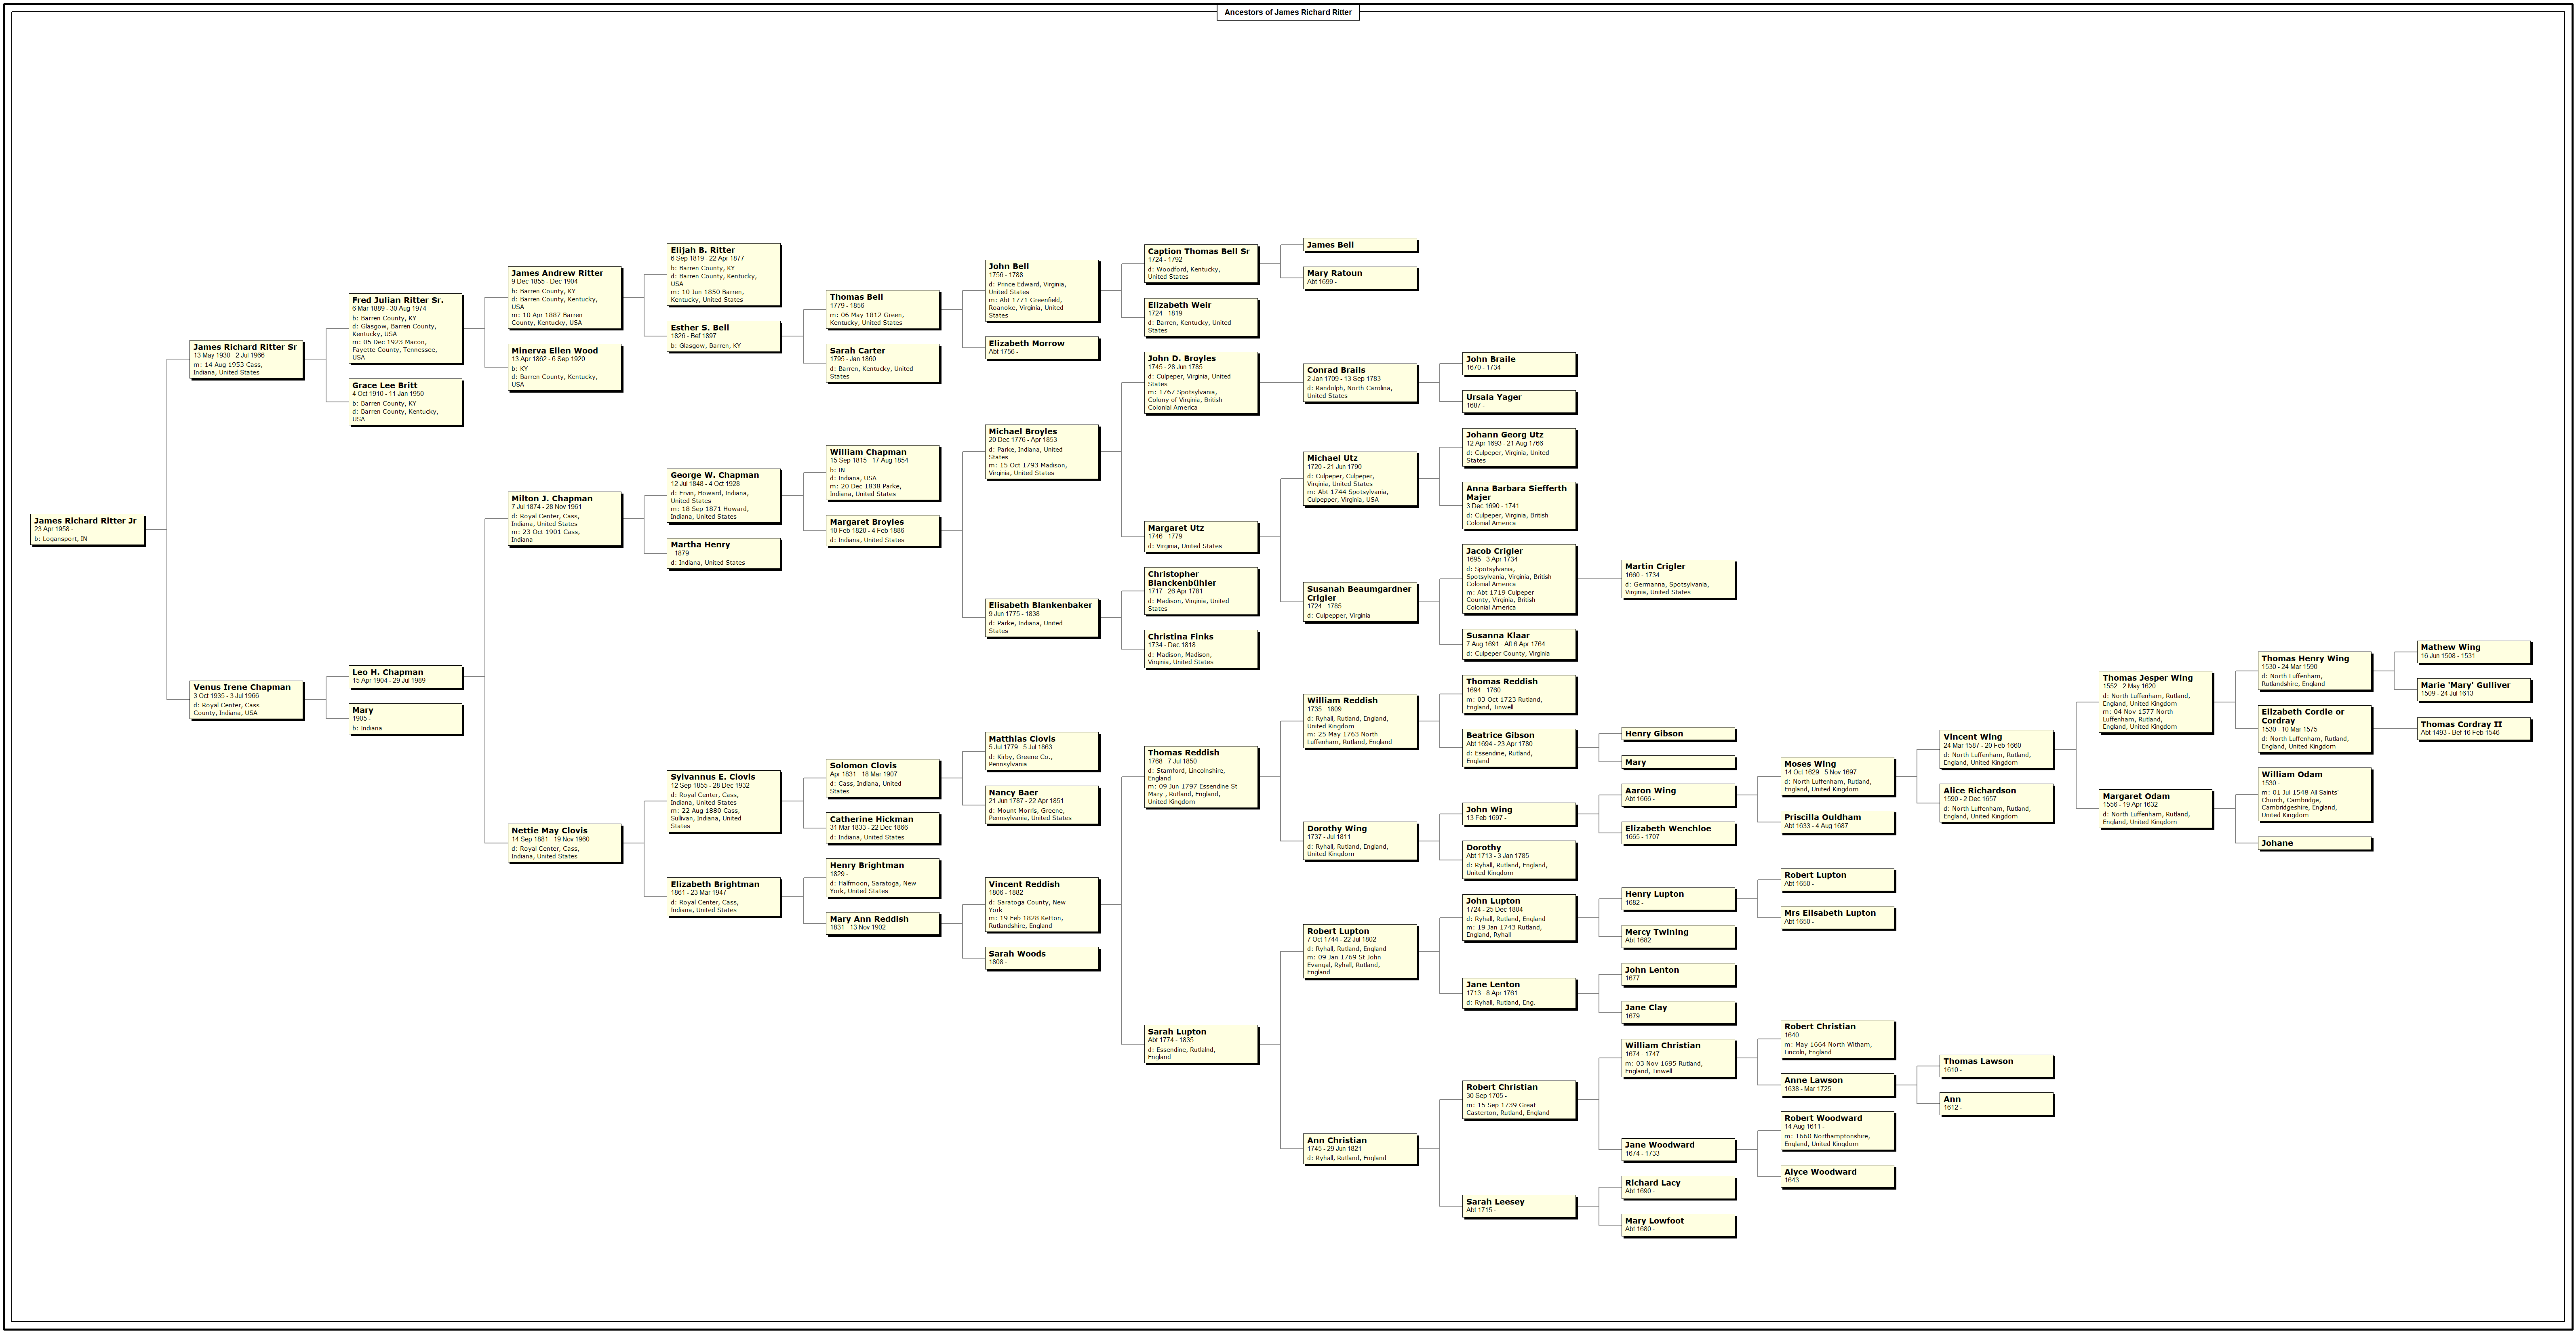 Ancestors of James Richard Ritter
James Richard Ritter Jr
23 Apr 1958 -
b: Logansport, IN
James Richard Ritter Sr
13 May 1930 - 2 Jul 1966
m: 14 Aug 1953 Cass,
Indiana, United States
Venus Irene Chapman
3 Oct 1935 - 3 Jul 1966
d: Royal Center, Cass
County, Indiana, USA
Fred Julian Ritter Sr.
6 Mar 1889 - 30 Aug 1974
b: Barren County, KY
d: Glasgow, Barren County,
Kentucky, USA
m: 05 Dec 1923 Macon,
Fayette County, Tennessee,
USA
Grace Lee Britt
4 Oct 1910 - 11 Jan 1950
b: Barren County, KY
d: Barren County, Kentucky,
USA
Leo H. Chapman
15 Apr 1904 - 29 Jul 1989
Mary
1905 -
b: Indiana
James Andrew Ritter
9 Dec 1855 - Dec 1904
b: Barren County, KY
d: Barren County, Kentucky,
USA
m: 10 Apr 1887 Barren
County, Kentucky, USA
Minerva Ellen Wood
13 Apr 1862 - 6 Sep 1920
b: KY
d: Barren County, Kentucky,
USA
Milton J. Chapman
7 Jul 1874 - 28 Nov 1961
d: Royal Center, Cass,
Indiana, United States
m: 23 Oct 1901 Cass,
Indiana
Nettie May Clovis
14 Sep 1881 - 19 Nov 1960
d: Royal Center, Cass,
Indiana, United States
Elijah B. Ritter
6 Sep 1819 - 22 Apr 1877
b: Barren County, KY
d: Barren County, Kentucky,
USA
m: 10 Jun 1850 Barren,
Kentucky, United States
Esther S. Bell
1826 - Bef 1897
b: Glasgow, Barren, KY
George W. Chapman
12 Jul 1848 - 4 Oct 1928
d: Ervin, Howard, Indiana,
United States
m: 18 Sep 1871 Howard,
Indiana, United States
Martha Henry
- 1879
d: Indiana, United States
Sylvannus E. Clovis
12 Sep 1855 - 28 Dec 1932
d: Royal Center, Cass,
Indiana, United States
m: 22 Aug 1880 Cass,
Sullivan, Indiana, United
States
Elizabeth Brightman
1861 - 23 Mar 1947
d: Royal Center, Cass,
Indiana, United States
Thomas Bell
1779 - 1856
m: 06 May 1812 Green,
Kentucky, United States
Sarah Carter
1795 - Jan 1860
d: Barren, Kentucky, United
States
William Chapman
15 Sep 1815 - 17 Aug 1854
b: IN
d: Indiana, USA
m: 20 Dec 1838 Parke,
Indiana, United States
Margaret Broyles
10 Feb 1820 - 4 Feb 1886
d: Indiana, United States
Solomon Clovis
Apr 1831 - 18 Mar 1907
d: Cass, Indiana, United
States
Catherine Hickman
31 Mar 1833 - 22 Dec 1866
d: Indiana, United States
Henry Brightman
1829 -
d: Halfmoon, Saratoga, New
York, United States
Mary Ann Reddish
1831 - 13 Nov 1902
John Bell
1756 - 1788
d: Prince Edward, Virginia,
United States
m: Abt 1771 Greenfield,
Roanoke, Virginia, United
States
Elizabeth Morrow
Abt 1756 -
Michael Broyles
20 Dec 1776 - Apr 1853
d: Parke, Indiana, United
States
m: 15 Oct 1793 Madison,
Virginia, United States
Elisabeth Blankenbaker
9 Jun 1775 - 1838
d: Parke, Indiana, United
States
Matthias Clovis
5 Jul 1779 - 5 Jul 1863
d: Kirby, Greene Co.,
Pennsylvania
Nancy Baer
21 Jun 1787 - 22 Apr 1851
d: Mount Morris, Greene,
Pennsylvania, United States
Vincent Reddish
1806 - 1882
d: Saratoga County, New
York
m: 19 Feb 1828 Ketton,
Rutlandshire, England
Sarah Woods
1808 -
Caption Thomas Bell Sr
1724 - 1792
d: Woodford, Kentucky,
United States
Elizabeth Weir
1724 - 1819
d: Barren, Kentucky, United
States
John D. Broyles
1745 - 28 Jun 1785
d: Culpeper, Virginia, United
States
m: 1767 Spotsylvania,
Colony of Virginia, British
Colonial America
Margaret Utz
1746 - 1779
d: Virginia, United States
Christopher
Blanckenbühler
1717 - 26 Apr 1781
d: Madison, Virginia, United
States
Christina Finks
1734 - Dec 1818
d: Madison, Madison,
Virginia, United States
Thomas Reddish
1768 - 7 Jul 1850
d: Stamford, Lincolnshire,
England
m: 09 Jun 1797 Essendine St
Mary , Rutland, England,
United Kingdom
Sarah Lupton
Abt 1774 - 1835
d: Essendine, Rutlalnd,
England
James Bell
Mary Ratoun
Abt 1699 -
Conrad Brails
2 Jan 1709 - 13 Sep 1783
d: Randolph, North Carolina,
United States
Michael Utz
1720 - 21 Jun 1790
d: Culpeper, Culpeper,
Virginia, United States
m: Abt 1744 Spotsylvania,
Culpepper, Virginia, USA
Susanah Beaumgardner
Crigler
1724 - 1785
d: Culpepper, Virginia
William Reddish
1735 - 1809
d: Ryhall, Rutland, England,
United Kingdom
m: 25 May 1763 North
Luffenham, Rutland, England
Dorothy Wing
1737 - Jul 1811
d: Ryhall, Rutland, England,
United Kingdom
Robert Lupton
7 Oct 1744 - 22 Jul 1802
d: Ryhall, Rutland, England
m: 09 Jan 1769 St John
Evangal, Ryhall, Rutland,
England
Ann Christian
1745 - 29 Jun 1821
d: Ryhall, Rutland, England
John Braile
1670 - 1734
Ursala Yager
1687 -
Johann Georg Utz
12 Apr 1693 - 21 Aug 1766
d: Culpeper, Virginia, United
States
Anna Barbara Siefferth
Majer
3 Dec 1690 - 1741
d: Culpeper, Virginia, British
Colonial America
Jacob Crigler
1695 - 3 Apr 1734
d: Spotsylvania,
Spotsylvania, Virginia, British
Colonial America
m: Abt 1719 Culpeper
County, Virginia, British
Colonial America
Susanna Klaar
7 Aug 1691 - Aft 6 Apr 1764
d: Culpeper County, Virginia
Thomas Reddish
1694 - 1760
m: 03 Oct 1723 Rutland,
England, Tinwell
Beatrice Gibson
Abt 1694 - 23 Apr 1780
d: Essendine, Rutland,
England
John Wing
13 Feb 1697 -
Dorothy
Abt 1713 - 3 Jan 1785
d: Ryhall, Rutland, England,
United Kingdom
John Lupton
1724 - 25 Dec 1804
d: Ryhall, Rutland, England
m: 19 Jan 1743 Rutland,
England, Ryhall
Jane Lenton
1713 - 8 Apr 1761
d: Ryhall, Rutland, Eng.
Robert Christian
30 Sep 1705 -
m: 15 Sep 1739 Great
Casterton, Rutland, England
Sarah Leesey
Abt 1715 -
Martin Crigler
1660 - 1734
d: Germanna, Spotsylvania,
Virginia, United States
Henry Gibson
Mary
Aaron Wing
Abt 1666 -
Elizabeth Wenchloe
1665 - 1707
Henry Lupton
1682 -
Mercy Twining
Abt 1682 -
John Lenton
1677 -
Jane Clay
1679 -
William Christian
1674 - 1747
m: 03 Nov 1695 Rutland,
England, Tinwell
Jane Woodward
1674 - 1733
Richard Lacy
Abt 1690 -
Mary Lowfoot
Abt 1680 -
Moses Wing
14 Oct 1629 - 5 Nov 1697
d: North Luffenham, Rutland,
England, United Kingdom
Priscilla Ouldham
Abt 1633 - 4 Aug 1687
Robert Lupton
Abt 1650 -
Mrs Elisabeth Lupton
Abt 1650 -
Robert Christian
1640 -
m: May 1664 North Witham,
Lincoln, England
Anne Lawson
1638 - Mar 1725
Robert Woodward
14 Aug 1611 -
m: 1660 Northamptonshire,
England, United Kingdom
Alyce Woodward
1643 -
Vincent Wing
24 Mar 1587 - 20 Feb 1660
d: North Luffenham, Rutland,
England, United Kingdom
Alice Richardson
1590 - 2 Dec 1657
d: North Luffenham, Rutland,
England, United Kingdom
Thomas Lawson
1610 -
Ann
1612 -
Thomas Jesper Wing
1552 - 2 May 1620
d: North Luffenham, Rutland,
England, United Kingdom
m: 04 Nov 1577 North
Luffenham, Rutland,
England, United Kingdom
Margaret Odam
1556 - 19 Apr 1632
d: North Luffenham, Rutland,
England, United Kingdom
Thomas Henry Wing
1530 - 24 Mar 1590
d: North Luffenham,
Rutlandshire, England
Elizabeth Cordie or
Cordray
1530 - 10 Mar 1575
d: North Luffenham, Rutland,
England, United Kingdom
William Odam
1530 -
m: 01 Jul 1548 All Saints'
Church, Cambridge,
Cambridgeshire, England,
United Kingdom
Johane
Mathew Wing
16 Jun 1508 - 1531
Marie 'Mary' Gulliver
1509 - 24 Jul 1613
Thomas Cordray II
Abt 1493 - Bef 16 Feb 1546